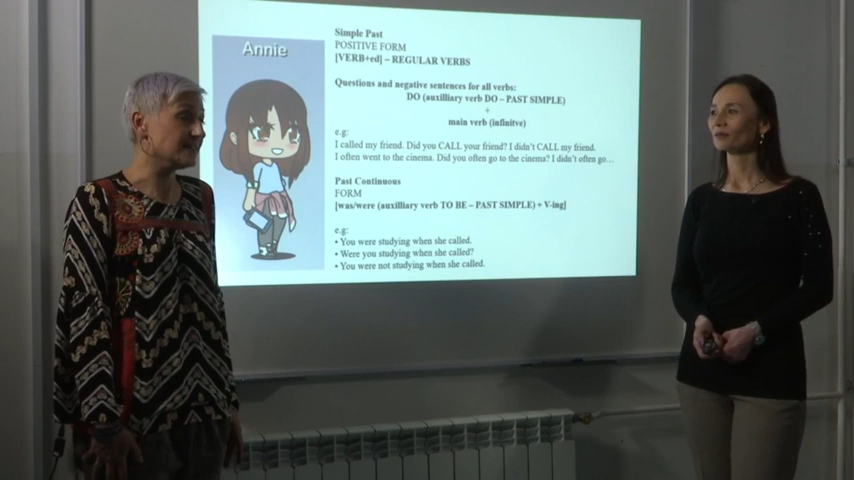 Annie
Simple Past
POSITIVE FORM
[VERB+ed] – REGULAR VERBS
Questions and negative sentences for all verbs:
DO (auxilliary verb DO – PAST SIMPLE)
+
main verb (infinitve)
e.g:
I called my friend. Did you CALL your friend? I didn't CALL my friend.
I often went to the cinema. Did you often go to the cinema? I didn't often go…
Past Continuous
FORM
[was/were (auxilliary verb TO BE – PAST SIMPLE) + V-ing]
e.g:
• You were studying when she called.
• Were you studying when she called?
• You were not studying when she called.